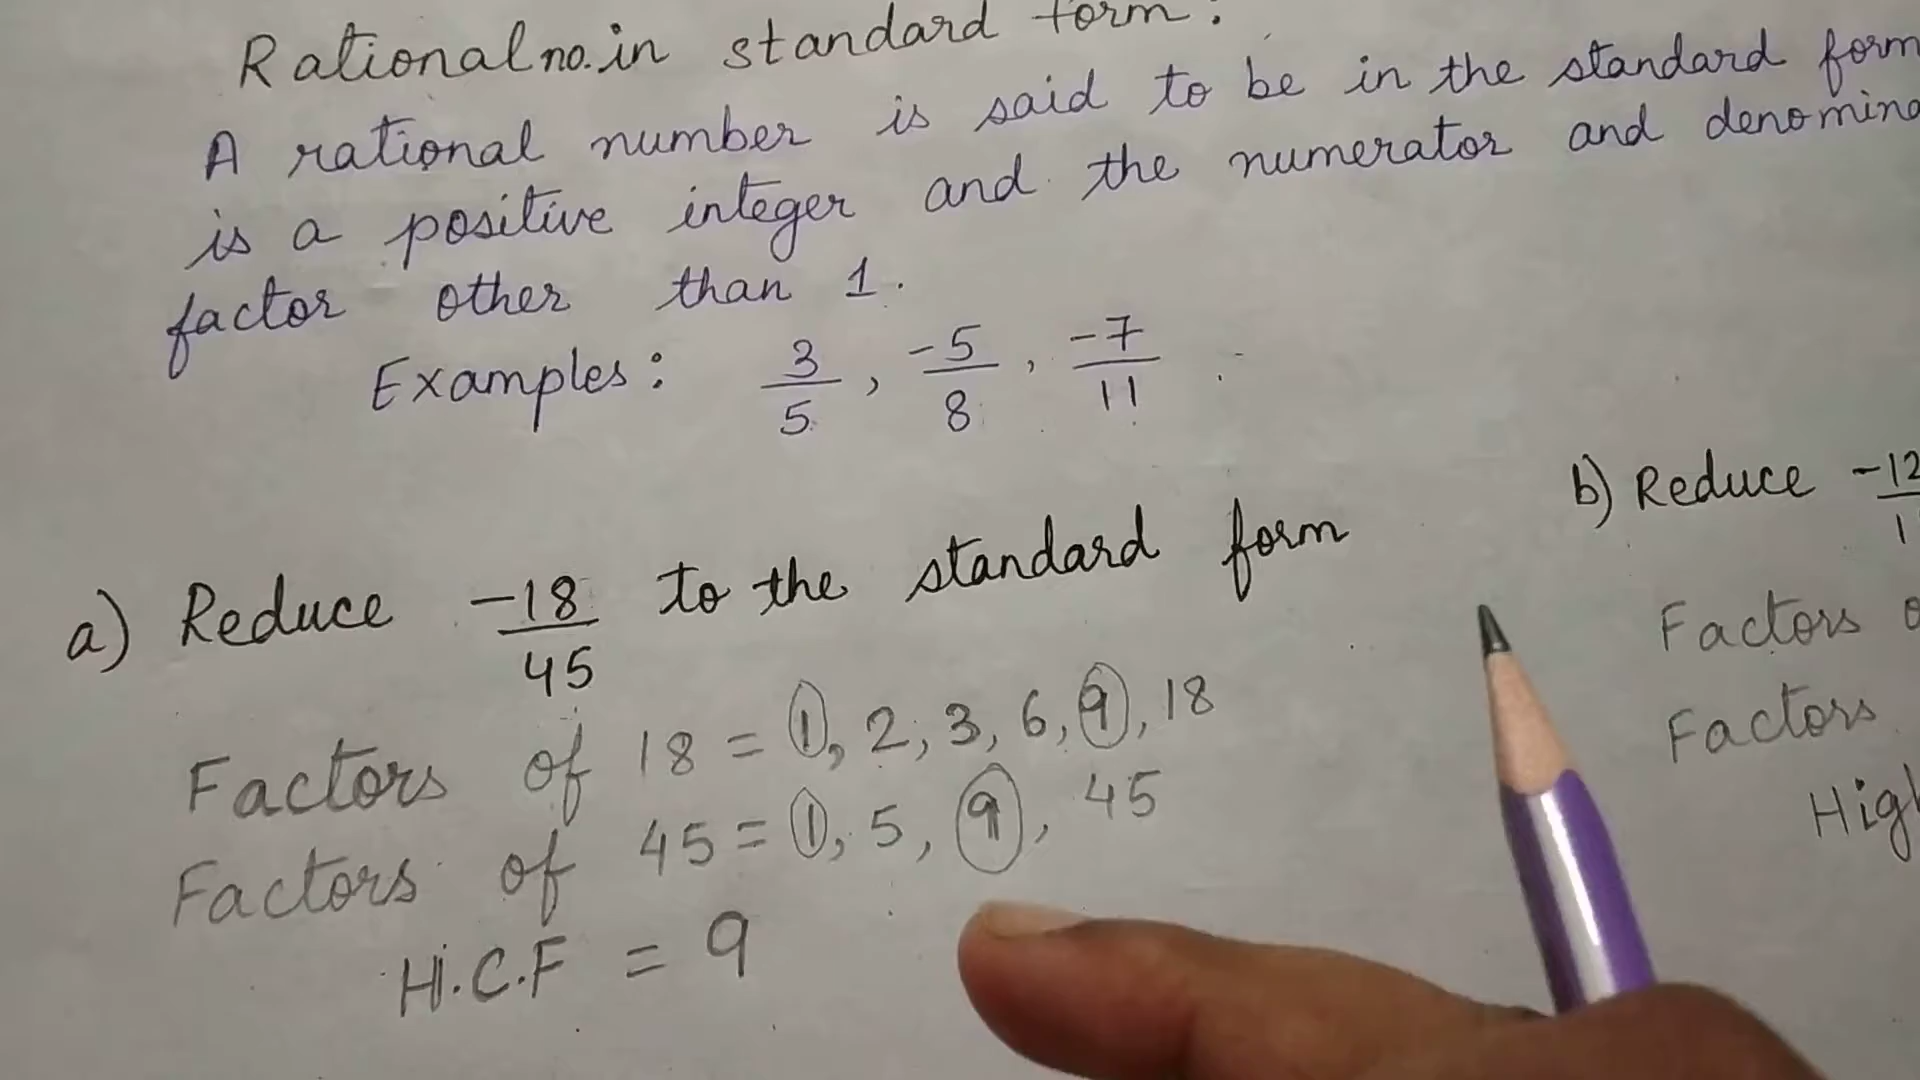 Rational no. in standard form:
A rational number is said to be in the standard form
is a positive integer and the numerator and denomina
factor other than 1.
Examples: 3/5, -5/8, -7/11
a) Reduce -18/45 to the standard form
Factors of 18 = 1, 2, 3, 6, 9, 18
Factors of 45 = 1, 5, 9, 45
H.C.F = 9
b) Reduce -12
Factors
Factors
High